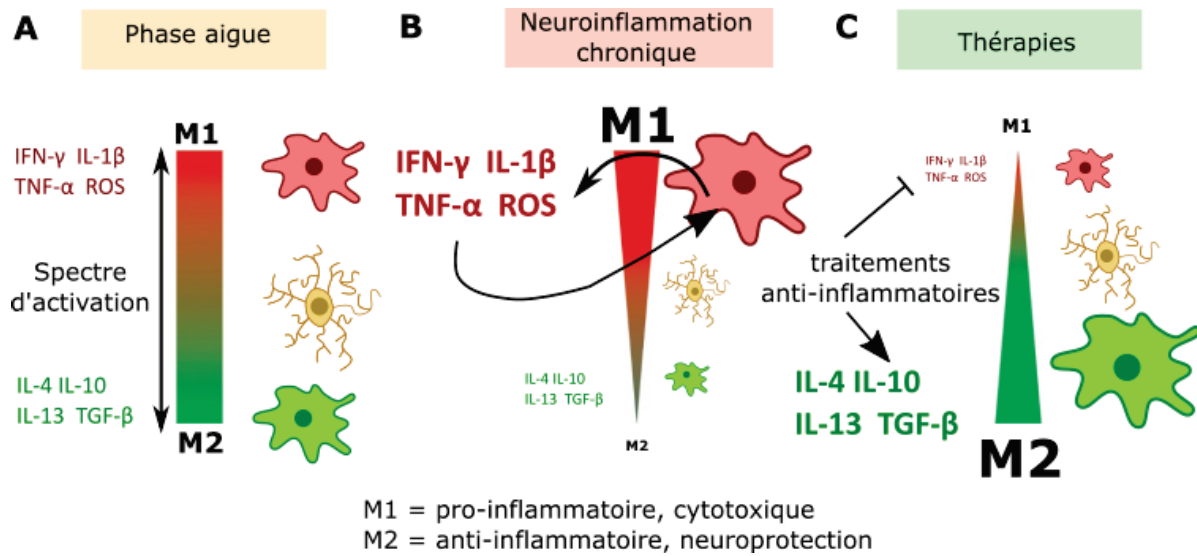 A
Phase aigue
M1
IFN-γ IL-1β
TNF-α ROS
Spectre
d'activation
IL-4 IL-10
IL-13 TGF-β
M2
B
Neuroinflammation
chronique
M1
IFN-γ IL-1β
TNF-α ROS
IL-4 IL-10
IL-13 TGF-β
M2
C
Thérapies
M1
IFN-γ IL-1β
TNF-α ROS
traitements
anti-inflammatoires
IL-4 IL-10
IL-13 TGF-β
M2
M1 = pro-inflammatoire, cytotoxique
M2 = anti-inflammatoire, neuroprotection